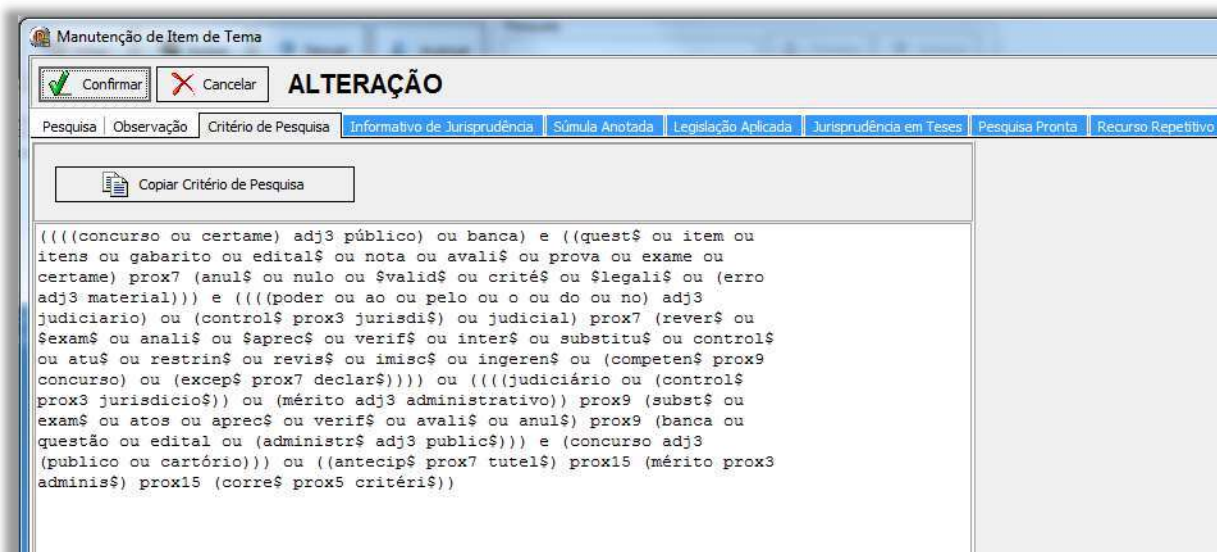 Manutenção de Item de Tema
Confirmar Cancelar ALTERAÇÃO
Pesquisa Observação Critério de Pesquisa Informativo de Jurisprudência Súmula Anotada Legislação Aplicada Jurisprudência em Teses Pesquisa Pronta Recurso Repetitivo
Copiar Critério de Pesquisa
((((concurso ou certame) adj3 público) ou banca) e ((quest$ ou item ou
itens ou gabarito ou edital$ ou nota ou avali$ ou prova ou exame ou
certame) prox7 (anul$ ou nulo ou $valid$ ou crité$ ou $legali$ ou (erro
adj3 material))) e ((((poder ou ao ou pelo ou o ou do ou no) adj3
judiciario) ou (control$ prox3 jurisdi$) ou judicial) prox7 (rever$ ou
$exam$ ou anali$ ou $aprec$ ou verif$ ou inter$ ou substitu$ ou control$
ou atu$ ou restrin$ ou revis$ ou imisc$ ou ingeren$ ou (competen$ prox9
concurso) ou (excep$ prox7 declar$)))) ou ((((judiciário ou (control$
prox3 jurisdicio$)) ou (mérito adj3 administrativo)) prox9 (subst$ ou
exam$ ou atos ou aprec$ ou verif$ ou avali$ ou anul$) prox9 (banca ou
questão ou edital ou (administr$ adj3 public$))) e (concurso adj3
(publico ou cartório))) ou ((antecip$ prox7 tutel$) prox15 (mérito prox3
adminis$) prox15 (corre$ prox5 critéri$))